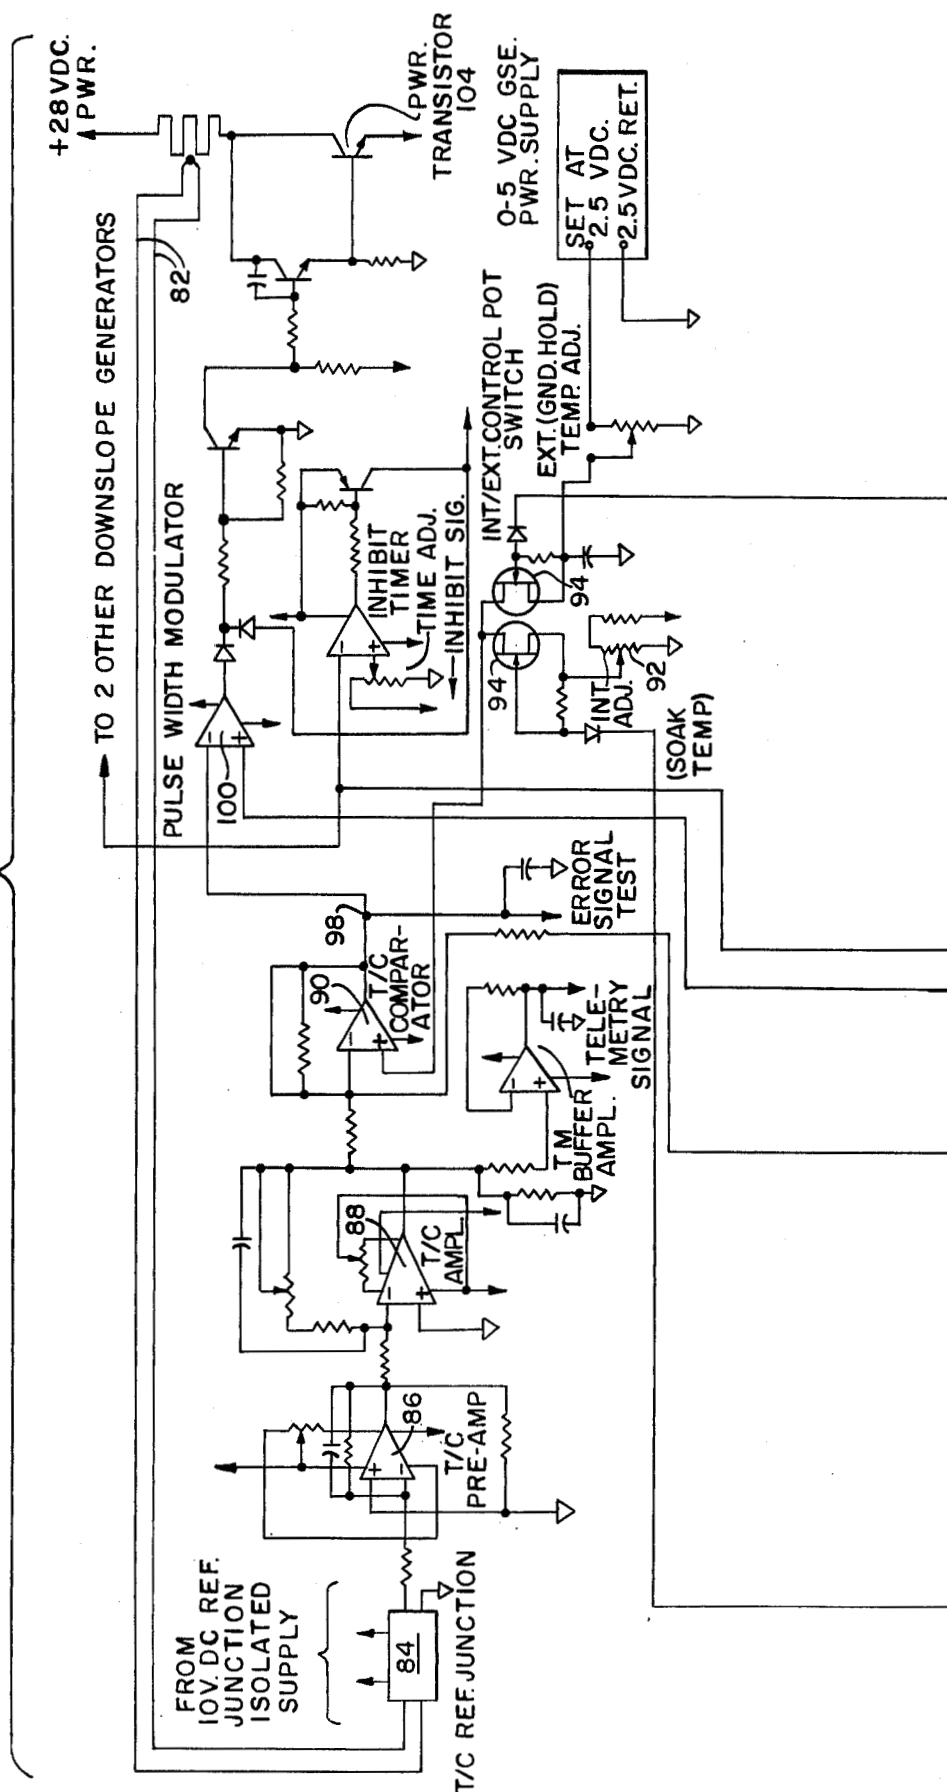 +28VDC.
PWR.
PWR.
TRANSISTOR
104
TO 2 OTHER DOWNSLOPE GENERATORS
82
0-5 VDC GSE.
PWR. SUPPLY
SET AT
2.5 VDC.
2.5 VDC. RET.
INT/EXT. CONTROL POT
SWITCH
EXT. (GND. HOLD)
TEMP. ADJ.
PULSE WIDTH MODULATOR
100
INHIBIT
TIMER
TIME ADJ.
INHIBIT SIG.
94
94
INT
ADJ.
92
(SOAK
TEMP)
98
ERROR
SIGNAL
TEST
90
T/C
COMPAR-
ATOR
TELE-
METRY
SIGNAL
TM
BUFFER
AMPL.
88
T/C
AMPL.
86
T/C
PRE-AMP
FROM
10V. DC REF.
JUNCTION
ISOLATED
SUPPLY
84
T/C REF. JUNCTION
+
-
-
+
-
+
-
+
-
+
-
+